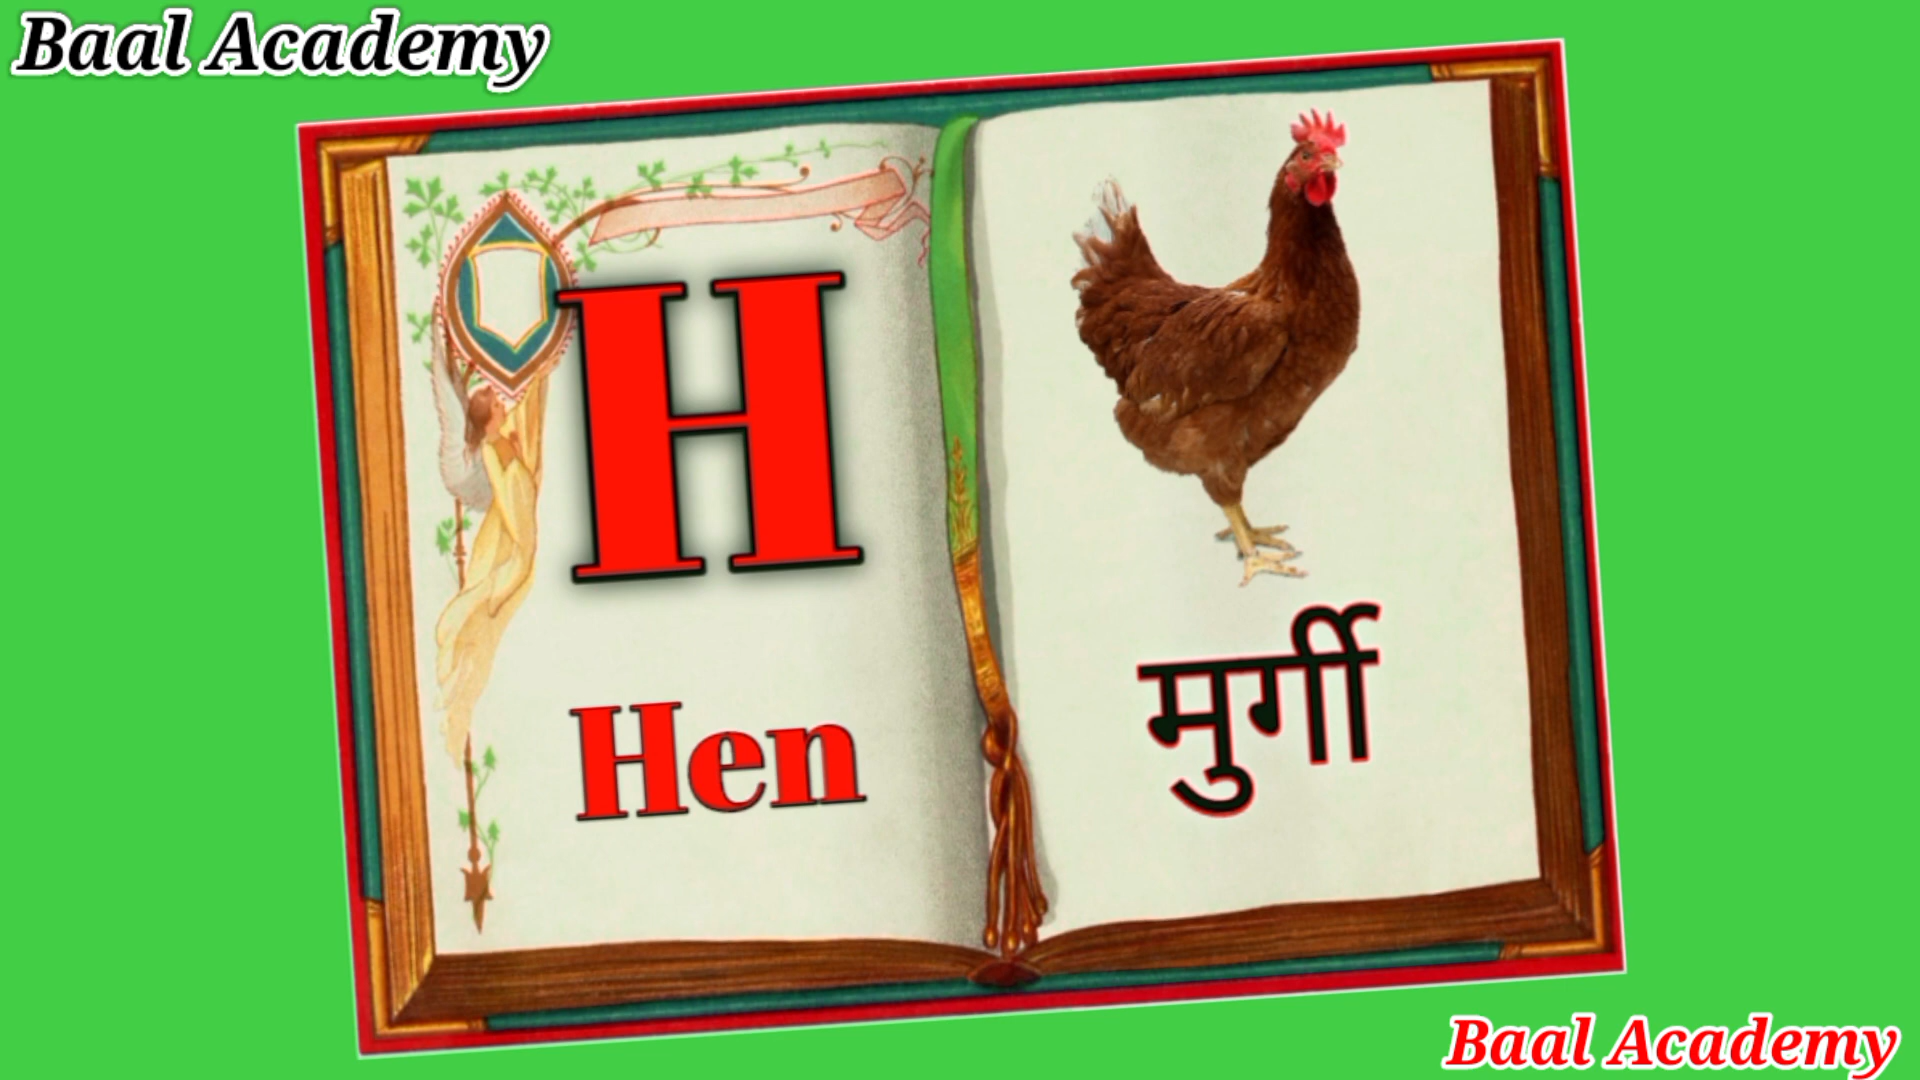 Baal Academy
H
Hen
मुर्गी
Baal Academy